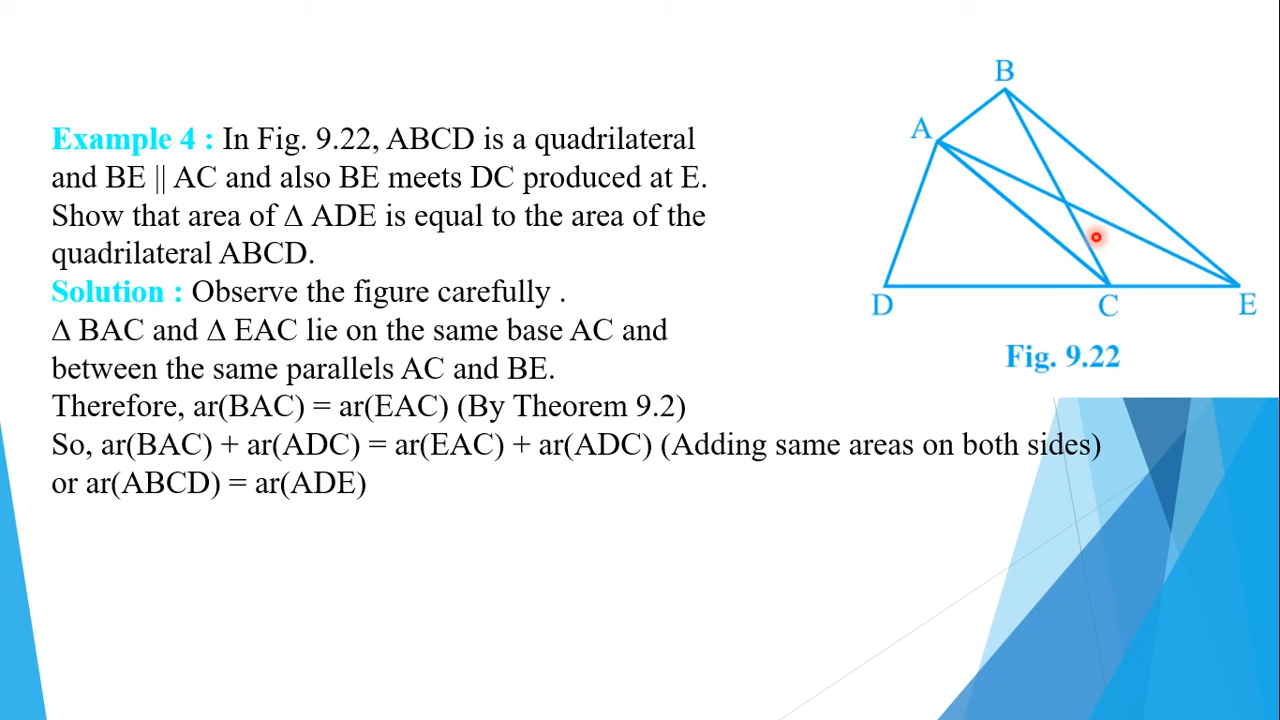 Example 4 : In Fig. 9.22, ABCD is a quadrilateral
and BE || AC and also BE meets DC produced at E.
Show that area of Δ ADE is equal to the area of the
quadrilateral ABCD.
Solution : Observe the figure carefully .
Δ BAC and Δ EAC lie on the same base AC and
between the same parallels AC and BE.
Therefore, ar(BAC) = ar(EAC) (By Theorem 9.2)
So, ar(BAC) + ar(ADC) = ar(EAC) + ar(ADC) (Adding same areas on both sides)
or ar(ABCD) = ar(ADE)
B
A
D
C
E
Fig. 9.22